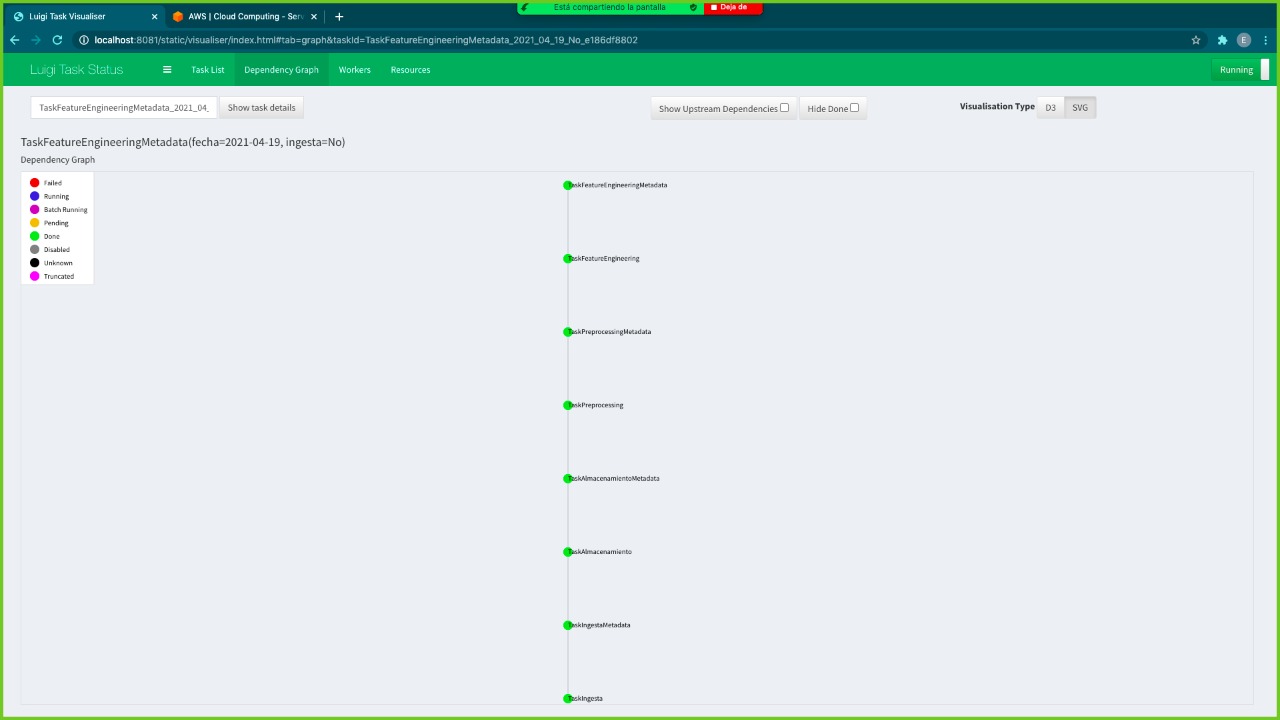 Está compartiendo la pantalla Deja de
Luigi Task Visualiser
AWS | Cloud Computing - Serv
localhost:8081/static/visualiser/index.html#tab=graph&taskId=TaskFeatureEngineeringMetadata_2021_04_19_No_e186df8802
E
Luigi Task Status Task List Dependency Graph Workers Resources Running
TaskFeatureEngineeringMetadata_2021_04_ Show task details Show Upstream Dependencies Hide Done Visualisation Type D3 SVG
TaskFeatureEngineeringMetadata(fecha=2021-04-19, ingesta=No)
Dependency Graph
Failed
Running
Batch Running
Pending
Done
Disabled
Unknown
Truncated
TaskFeatureEngineeringMetadata
TaskFeatureEngineering
TaskPreprocessingMetadata
TaskPreprocessing
TaskAlmacenamientoMetadata
TaskAlmacenamiento
TaskIngestaMetadata
TaskIngesta